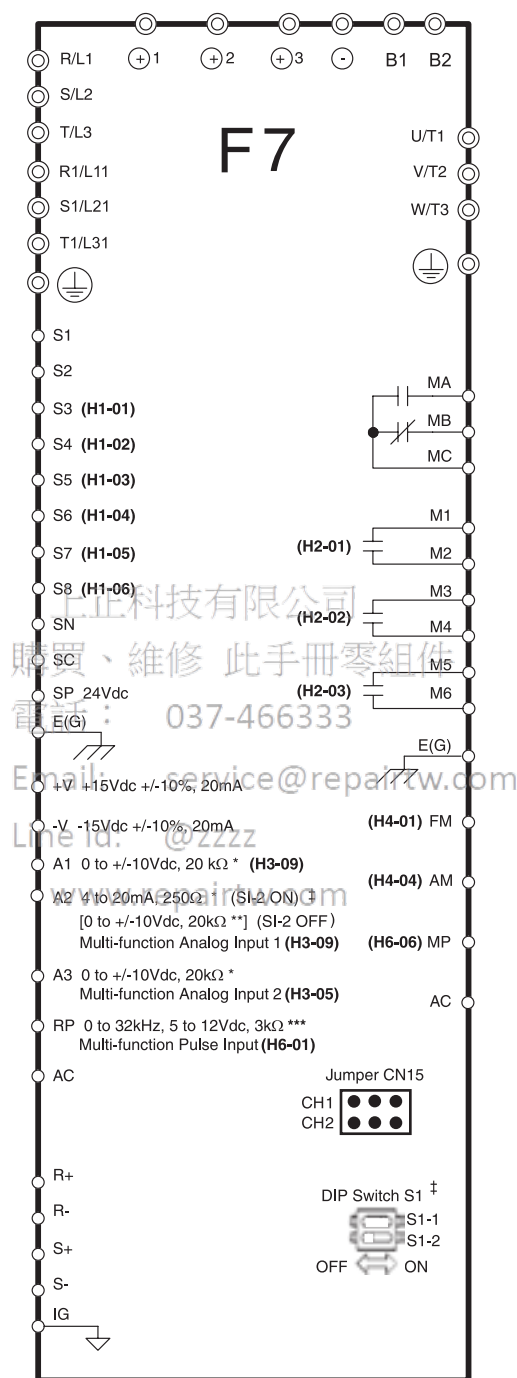 +1 +2 +3 - B1 B2
R/L1
S/L2
T/L3
R1/L11
S1/L21
T1/L31
F7
U/T1
V/T2
W/T3
S1
S2
S3 (H1-01)
S4 (H1-02)
S5 (H1-03)
S6 (H1-04)
S7 (H1-05)
S8 (H1-06)
SN
SC
SP 24Vdc
E(G)
MA
MB
MC
(H2-01)
M1
M2
(H2-02)
M3
M4
(H2-03)
M5
M6
E(G)
上正科技有限公司
購買、維修 此手冊零組件
電話： 037-466333
Email: service@repairtw.com
Line id: @zzzz
www.repairtw.com
+V +15Vdc +/-10%, 20mA
-V -15Vdc +/-10%, 20mA
A1 0 to +/-10Vdc, 20 kΩ * (H3-09)
A2 4 to 20mA, 250Ω * (SI-2 ON) ‡
[0 to +/-10Vdc, 20kΩ **] (SI-2 OFF)
Multi-function Analog Input 1 (H3-09)
A3 0 to +/-10Vdc, 20kΩ *
Multi-function Analog Input 2 (H3-05)
RP 0 to 32kHz, 5 to 12Vdc, 3kΩ ***
Multi-function Pulse Input (H6-01)
AC
(H4-01) FM
(H4-04) AM
(H6-06) MP
AC
Jumper CN15
CH1
CH2
R+
R-
S+
S-
IG
DIP Switch S1 ‡
S1-1
S1-2
OFF ON